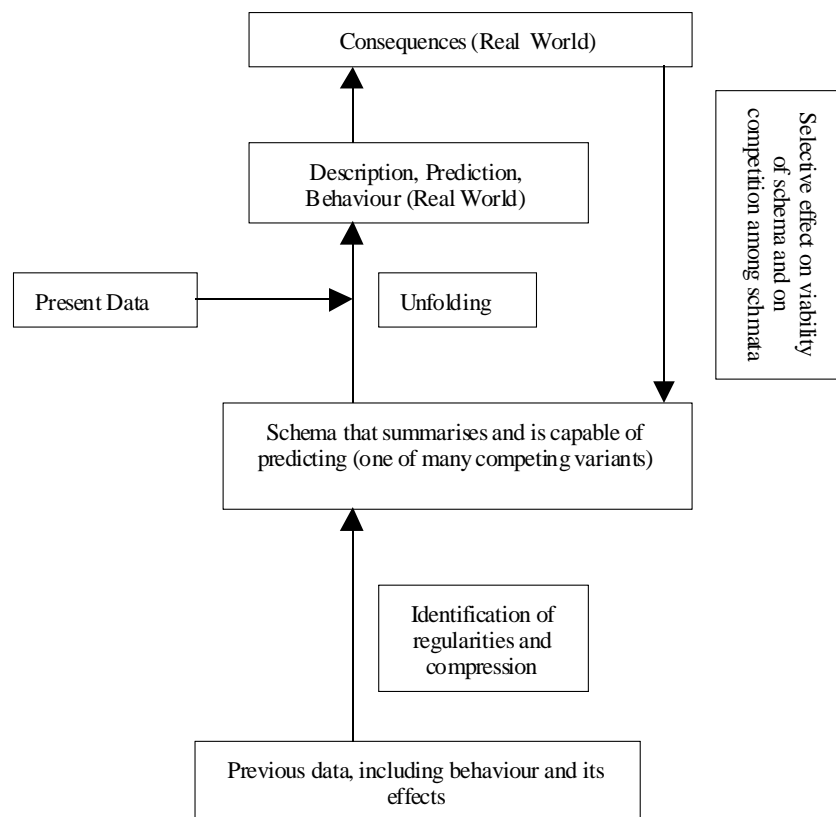 Consequences (Real World)
Description, Prediction,
Behaviour (Real World)
Selective effect on viability
of schema and on
competition among schmata
Present Data
Unfolding
Schema that summarises and is capable of
predicting (one of many competing variants)
Identification of
regularities and
compression
Previous data, including behaviour and its
effects